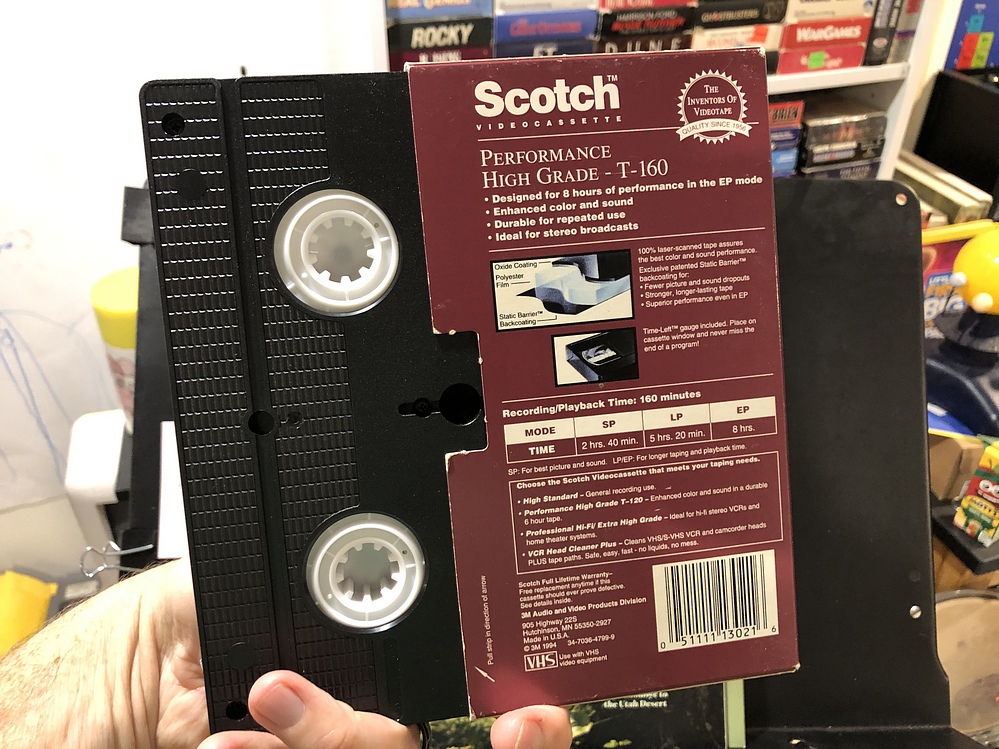 ROCKY
HARRISON FORD
GHOSTBUSTERS
WARGAMES
E.T.
DUNE
Scotch™
VIDEOCASSETTE
THE
INVENTORS OF
VIDEOTAPE
QUALITY SINCE 1950
PERFORMANCE
HIGH GRADE - T-160
• Designed for 8 hours of performance in the EP mode
• Enhanced color and sound
• Durable for repeated use
• Ideal for stereo broadcasts
Oxide Coating
Polyester
Film
Static Barrier™
Backcoating
100% laser-scanned tape assures
the best color and sound performance.
Exclusive patented Static Barrier™
backcoating for:
• Fewer picture and sound dropouts
• Stronger, longer-lasting tape
• Superior performance even in EP
Time-Left™ gauge included. Place on
cassette window and never miss the
end of a program!
Recording/Playback Time: 160 minutes
MODE SP LP EP
TIME 2 hrs. 40 min. 5 hrs. 20 min. 8 hrs.
SP: For best picture and sound. LP/EP: For longer taping and playback time.
Choose the Scotch Videocassette that meets your taping needs.
• High Standard – General recording use.
• Performance High Grade T-120 – Enhanced color and sound in a durable
6 hour tape.
• Professional Hi-Fi/ Extra High Grade – Ideal for hi-fi stereo VCRs and
home theater systems.
• VCR Head Cleaner Plus – Cleans VHS/S-VHS VCR and camcorder heads
PLUS tape paths. Safe, easy, fast - no liquids, no mess.
Scotch Full Lifetime Warranty–
Free replacement anytime if this
cassette should ever prove defective.
See details inside.
3M Audio and Video Products Division
905 Highway 22S
Hutchinson, MN 55350-2927
Made in U.S.A.
© 3M 1994 34-7036-4799-9
VHS Use with VHS
video equipment
0 51111 13021 6
Pull strip in direction of arrow
the Utah Desert